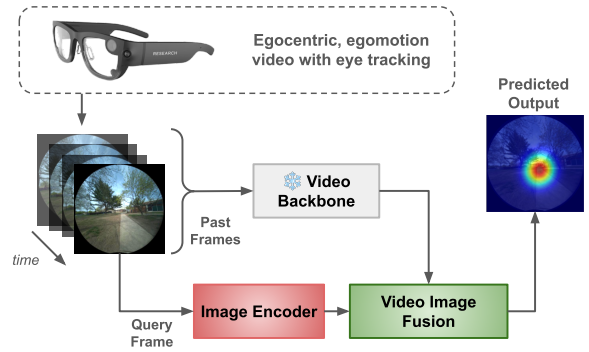 RESEARCH
Egocentric, egomotion
video with eye tracking
Predicted
Output
Video
Backbone
Past
Frames
time
Query
Frame
Image Encoder
Video Image
Fusion